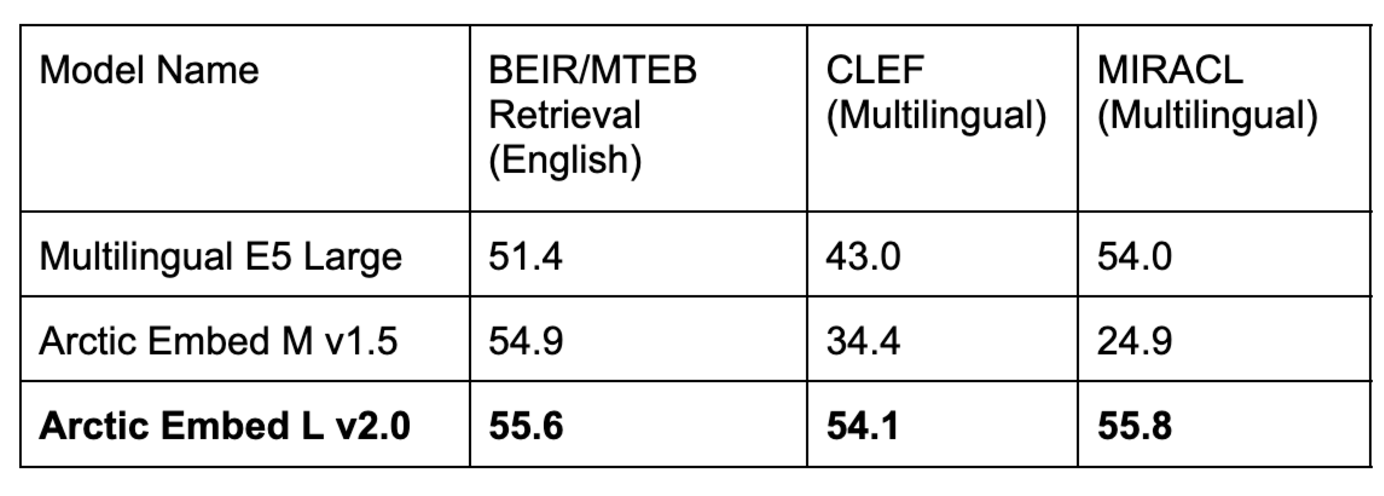 Model Name
BEIR/MTEB
Retrieval
(English)
CLEF
(Multilingual)
MIRACL
(Multilingual)
Multilingual E5 Large 51.4 43.0 54.0
Arctic Embed M v1.5 54.9 34.4 24.9
Arctic Embed L v2.0 55.6 54.1 55.8